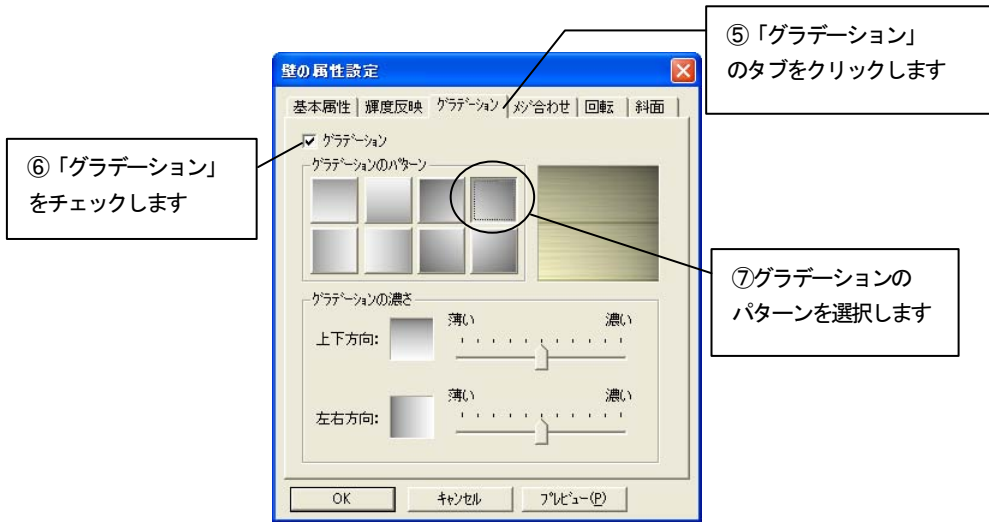 ⑤「グラデーション」
のタブをクリックします
壁の属性設定
基本属性 輝度反映 ｸﾞﾗﾃﾞｰｼｮﾝ ﾒｼﾞ合わせ 回転 斜面
⑥「グラデーション」
をチェックします
ｸﾞﾗﾃﾞｰｼｮﾝ
ｸﾞﾗﾃﾞｰｼｮﾝのﾊﾟﾀｰﾝ
⑦グラデーションの
パターンを選択します
ｸﾞﾗﾃﾞｰｼｮﾝの濃さ
薄い 濃い
上下方向:
薄い 濃い
左右方向:
OK ｷｬﾝｾﾙ ﾌﾟﾚﾋﾞｭｰ(P)